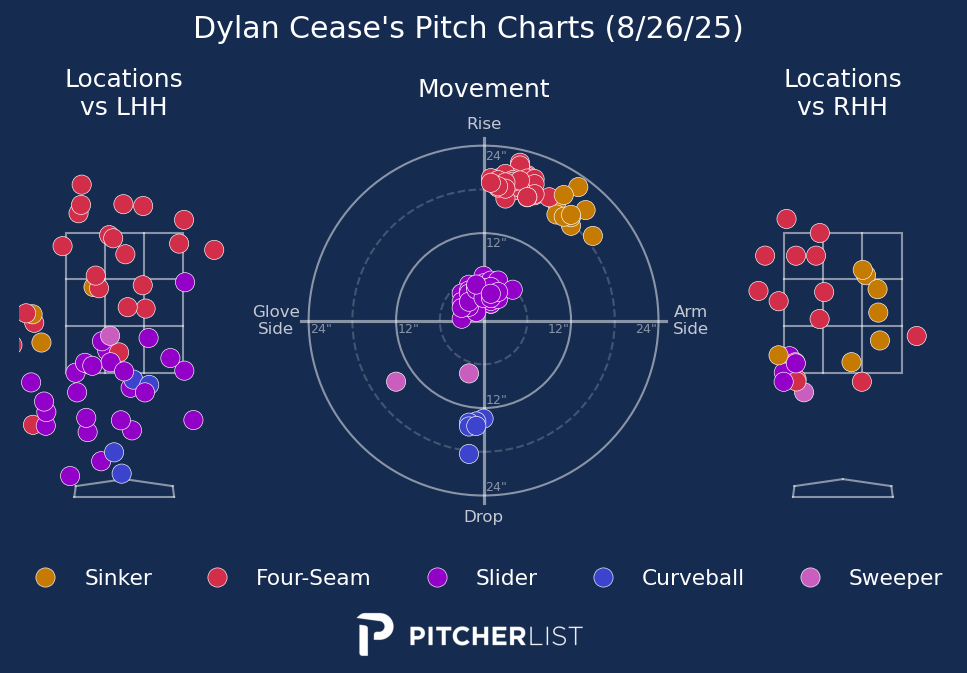 Dylan Cease's Pitch Charts (8/26/25)
Locations
vs LHH
Movement
Locations
vs RHH
Rise
24"
12"
Glove
Side
24"
12"
12"
24"
Arm
Side
12"
24"
Drop
Sinker
Four-Seam
Slider
Curveball
Sweeper
PITCHERLIST